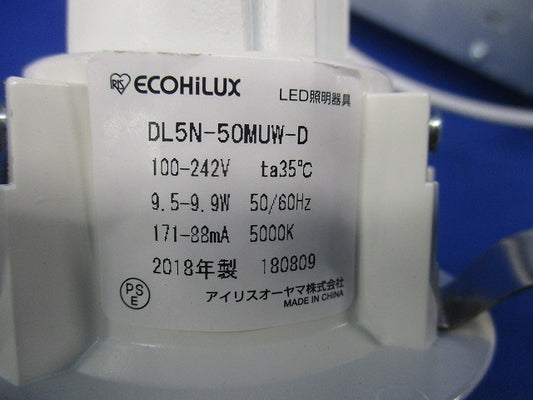 IRIS ECOHiLUX LED照明器具
DL5N-50MUW-D
100-242V ta35℃
9.5-9.9W 50/60Hz
171-88mA 5000K
2018年製 180809
PS
E
アイリスオーヤマ株式会社
MADE IN CHINA